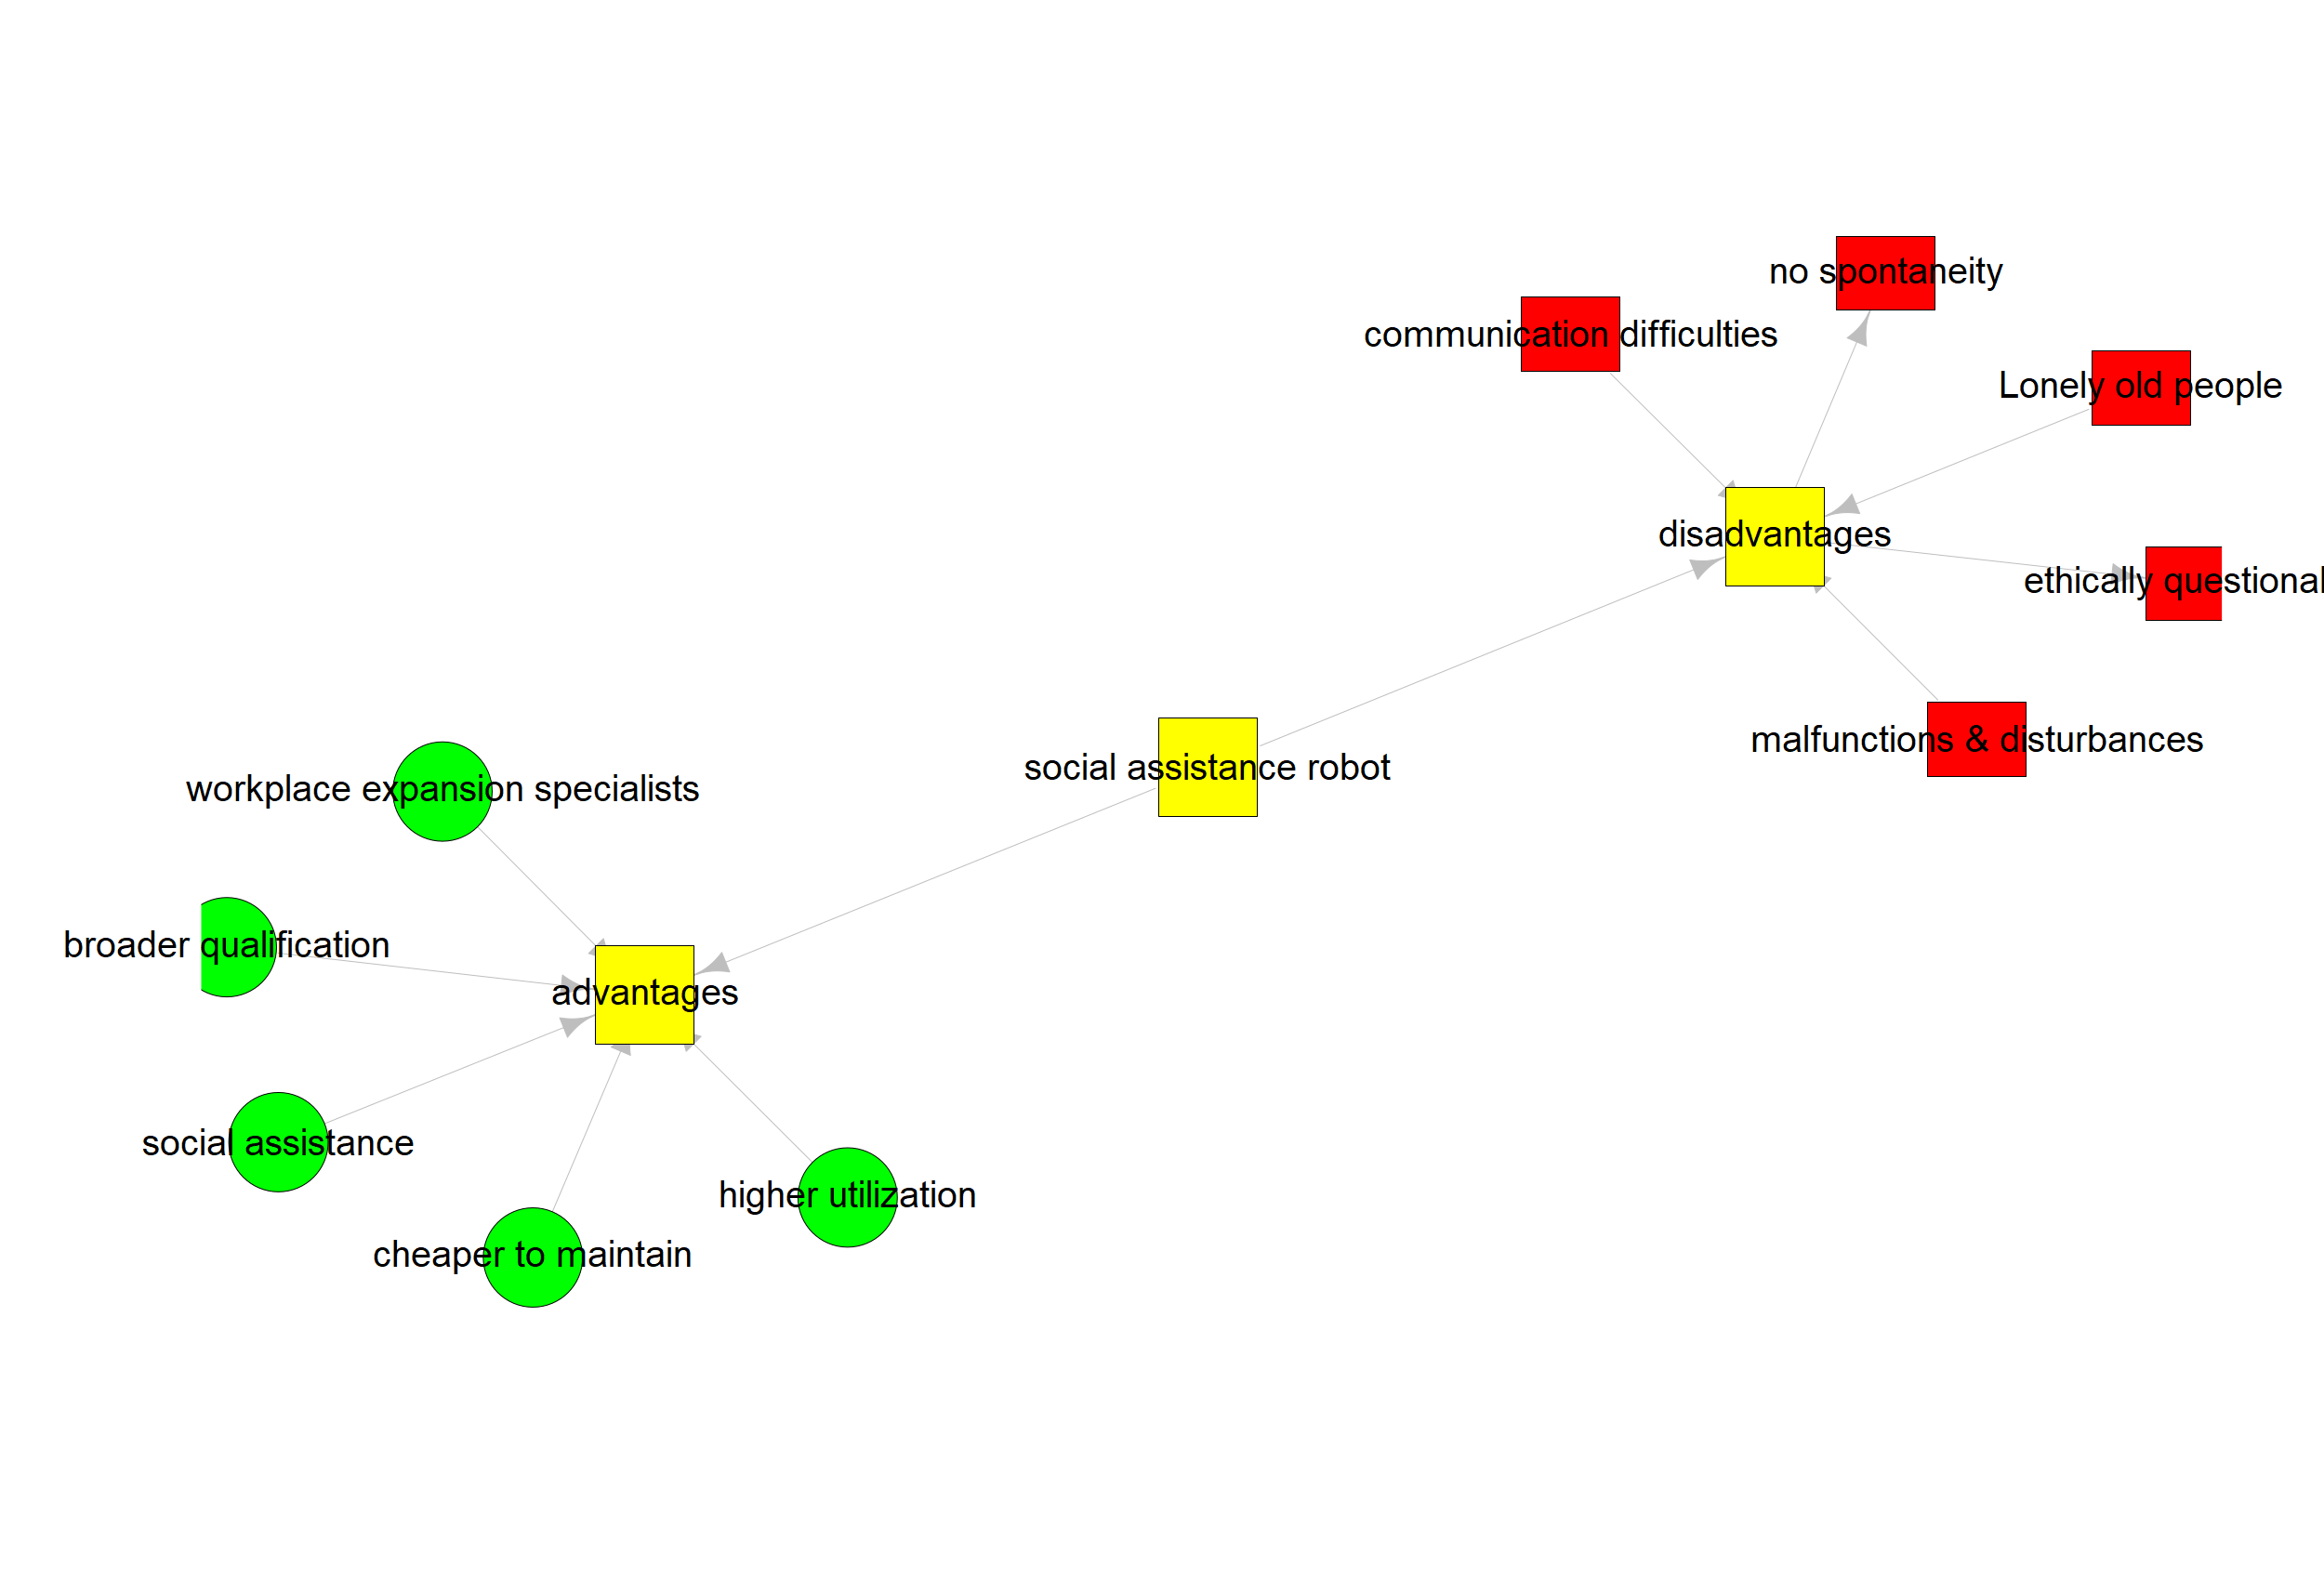 no spontaneity
communication difficulties
Lonely old people
disadvantages
ethically
malfunctions & disturbances
social assistance robot
workplace expansion specialists
broader qualification
advantages
social assistance
higher utilization
cheaper to maintain